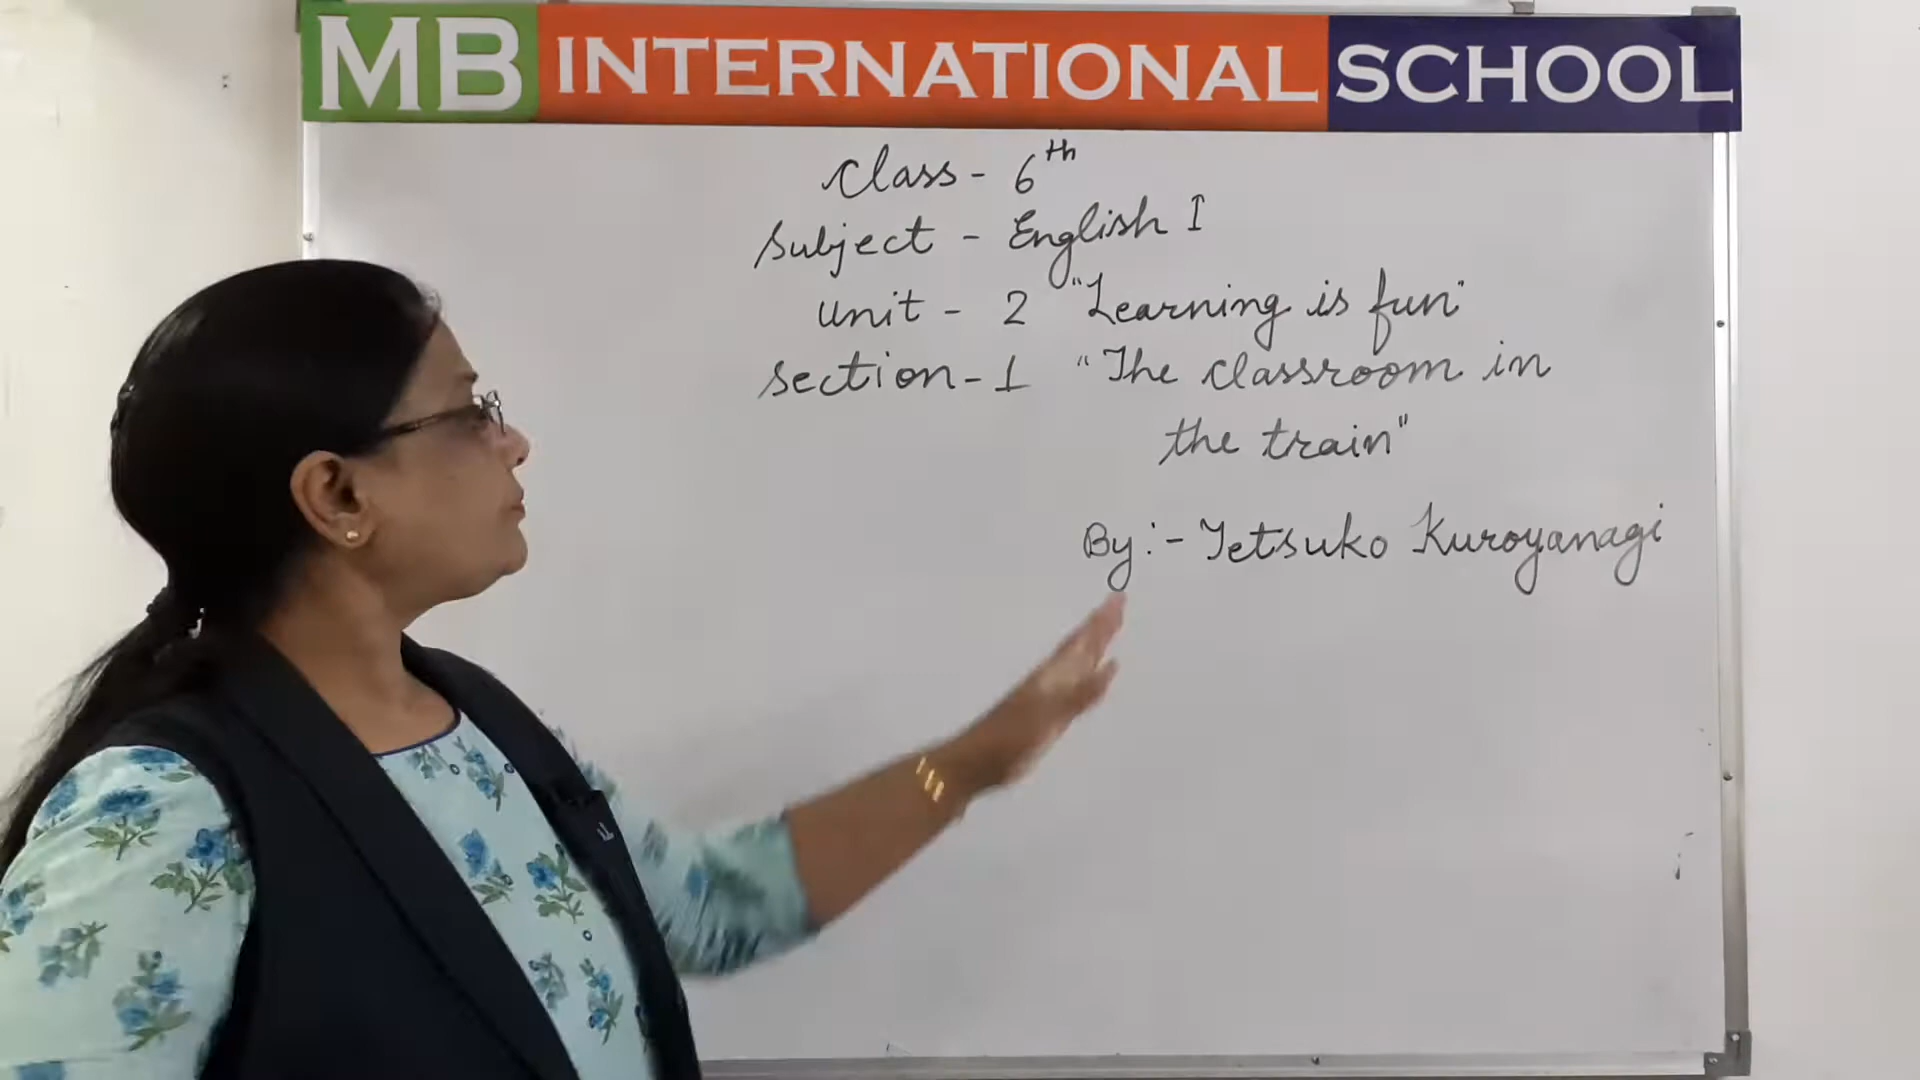 MB INTERNATIONAL SCHOOL
Class - 6th
Subject - English I
Unit - 2 "Learning is fun"
Section - 1 "The classroom in
the train"
By :- Tetsuko Kuroyanagi